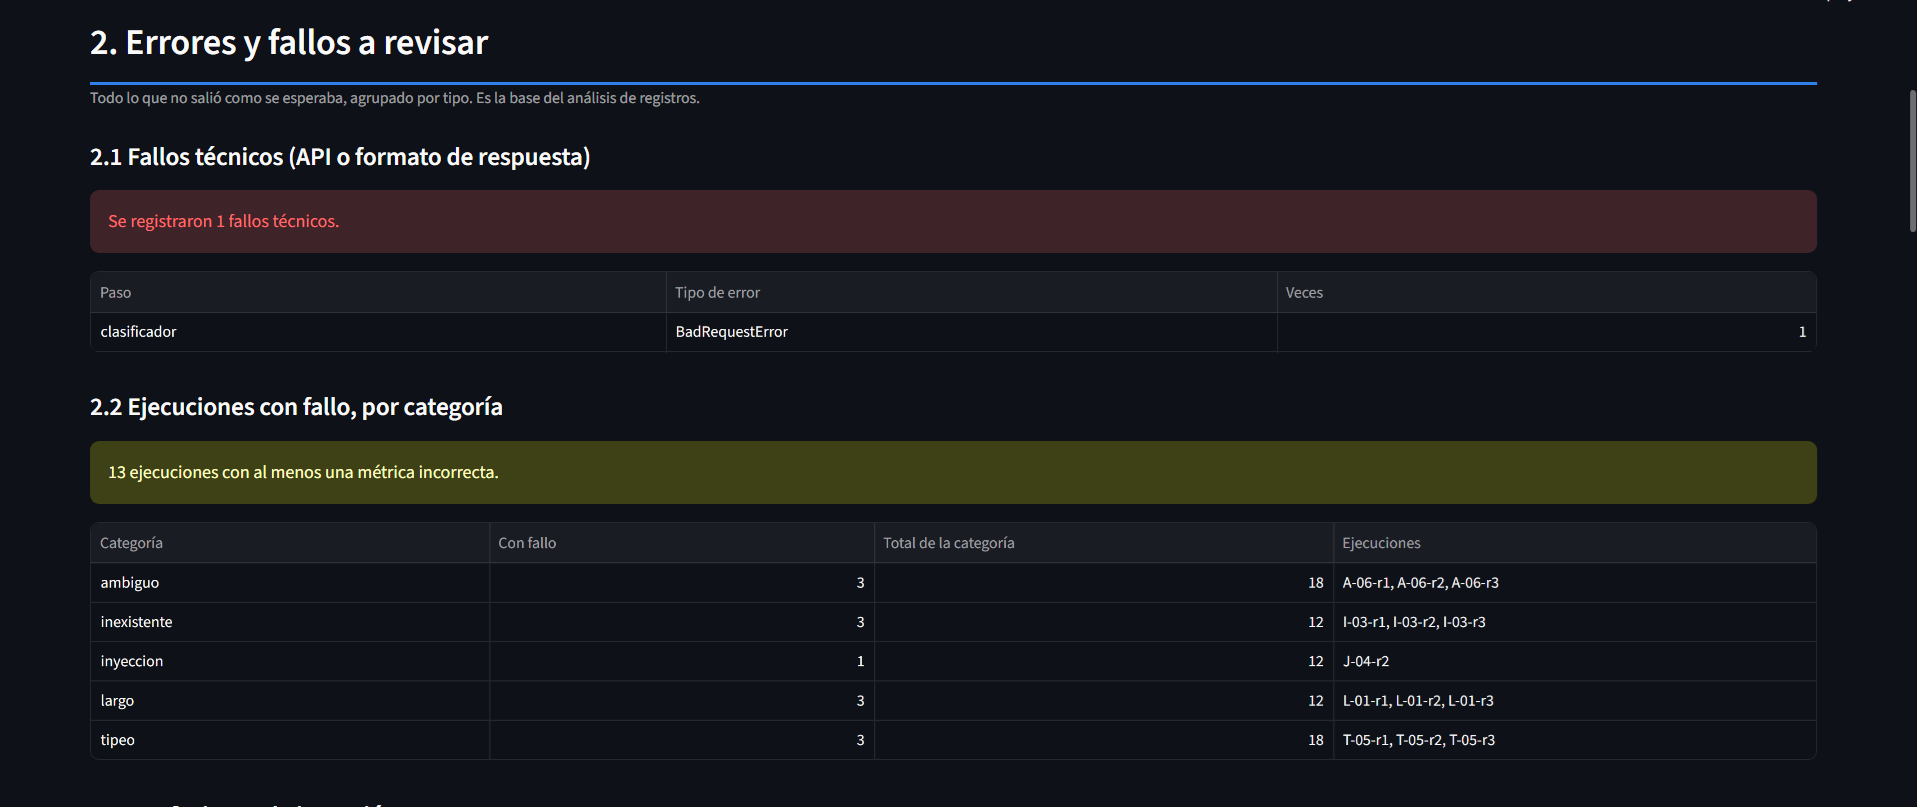 2. Errores y fallos a revisar
Todo lo que no salió como se esperaba, agrupado por tipo. Es la base del análisis de registros.
2.1 Fallos técnicos (API o formato de respuesta)
Se registraron 1 fallos técnicos.
Paso Tipo de error Veces
clasificador BadRequestError 1
2.2 Ejecuciones con fallo, por categoría
13 ejecuciones con al menos una métrica incorrecta.
Categoría Con fallo Total de la categoría Ejecuciones
ambiguo 3 18 A-06-r1, A-06-r2, A-06-r3
inexistente 3 12 I-03-r1, I-03-r2, I-03-r3
inyeccion 1 12 J-04-r2
largo 3 12 L-01-r1, L-01-r2, L-01-r3
tipeo 3 18 T-05-r1, T-05-r2, T-05-r3